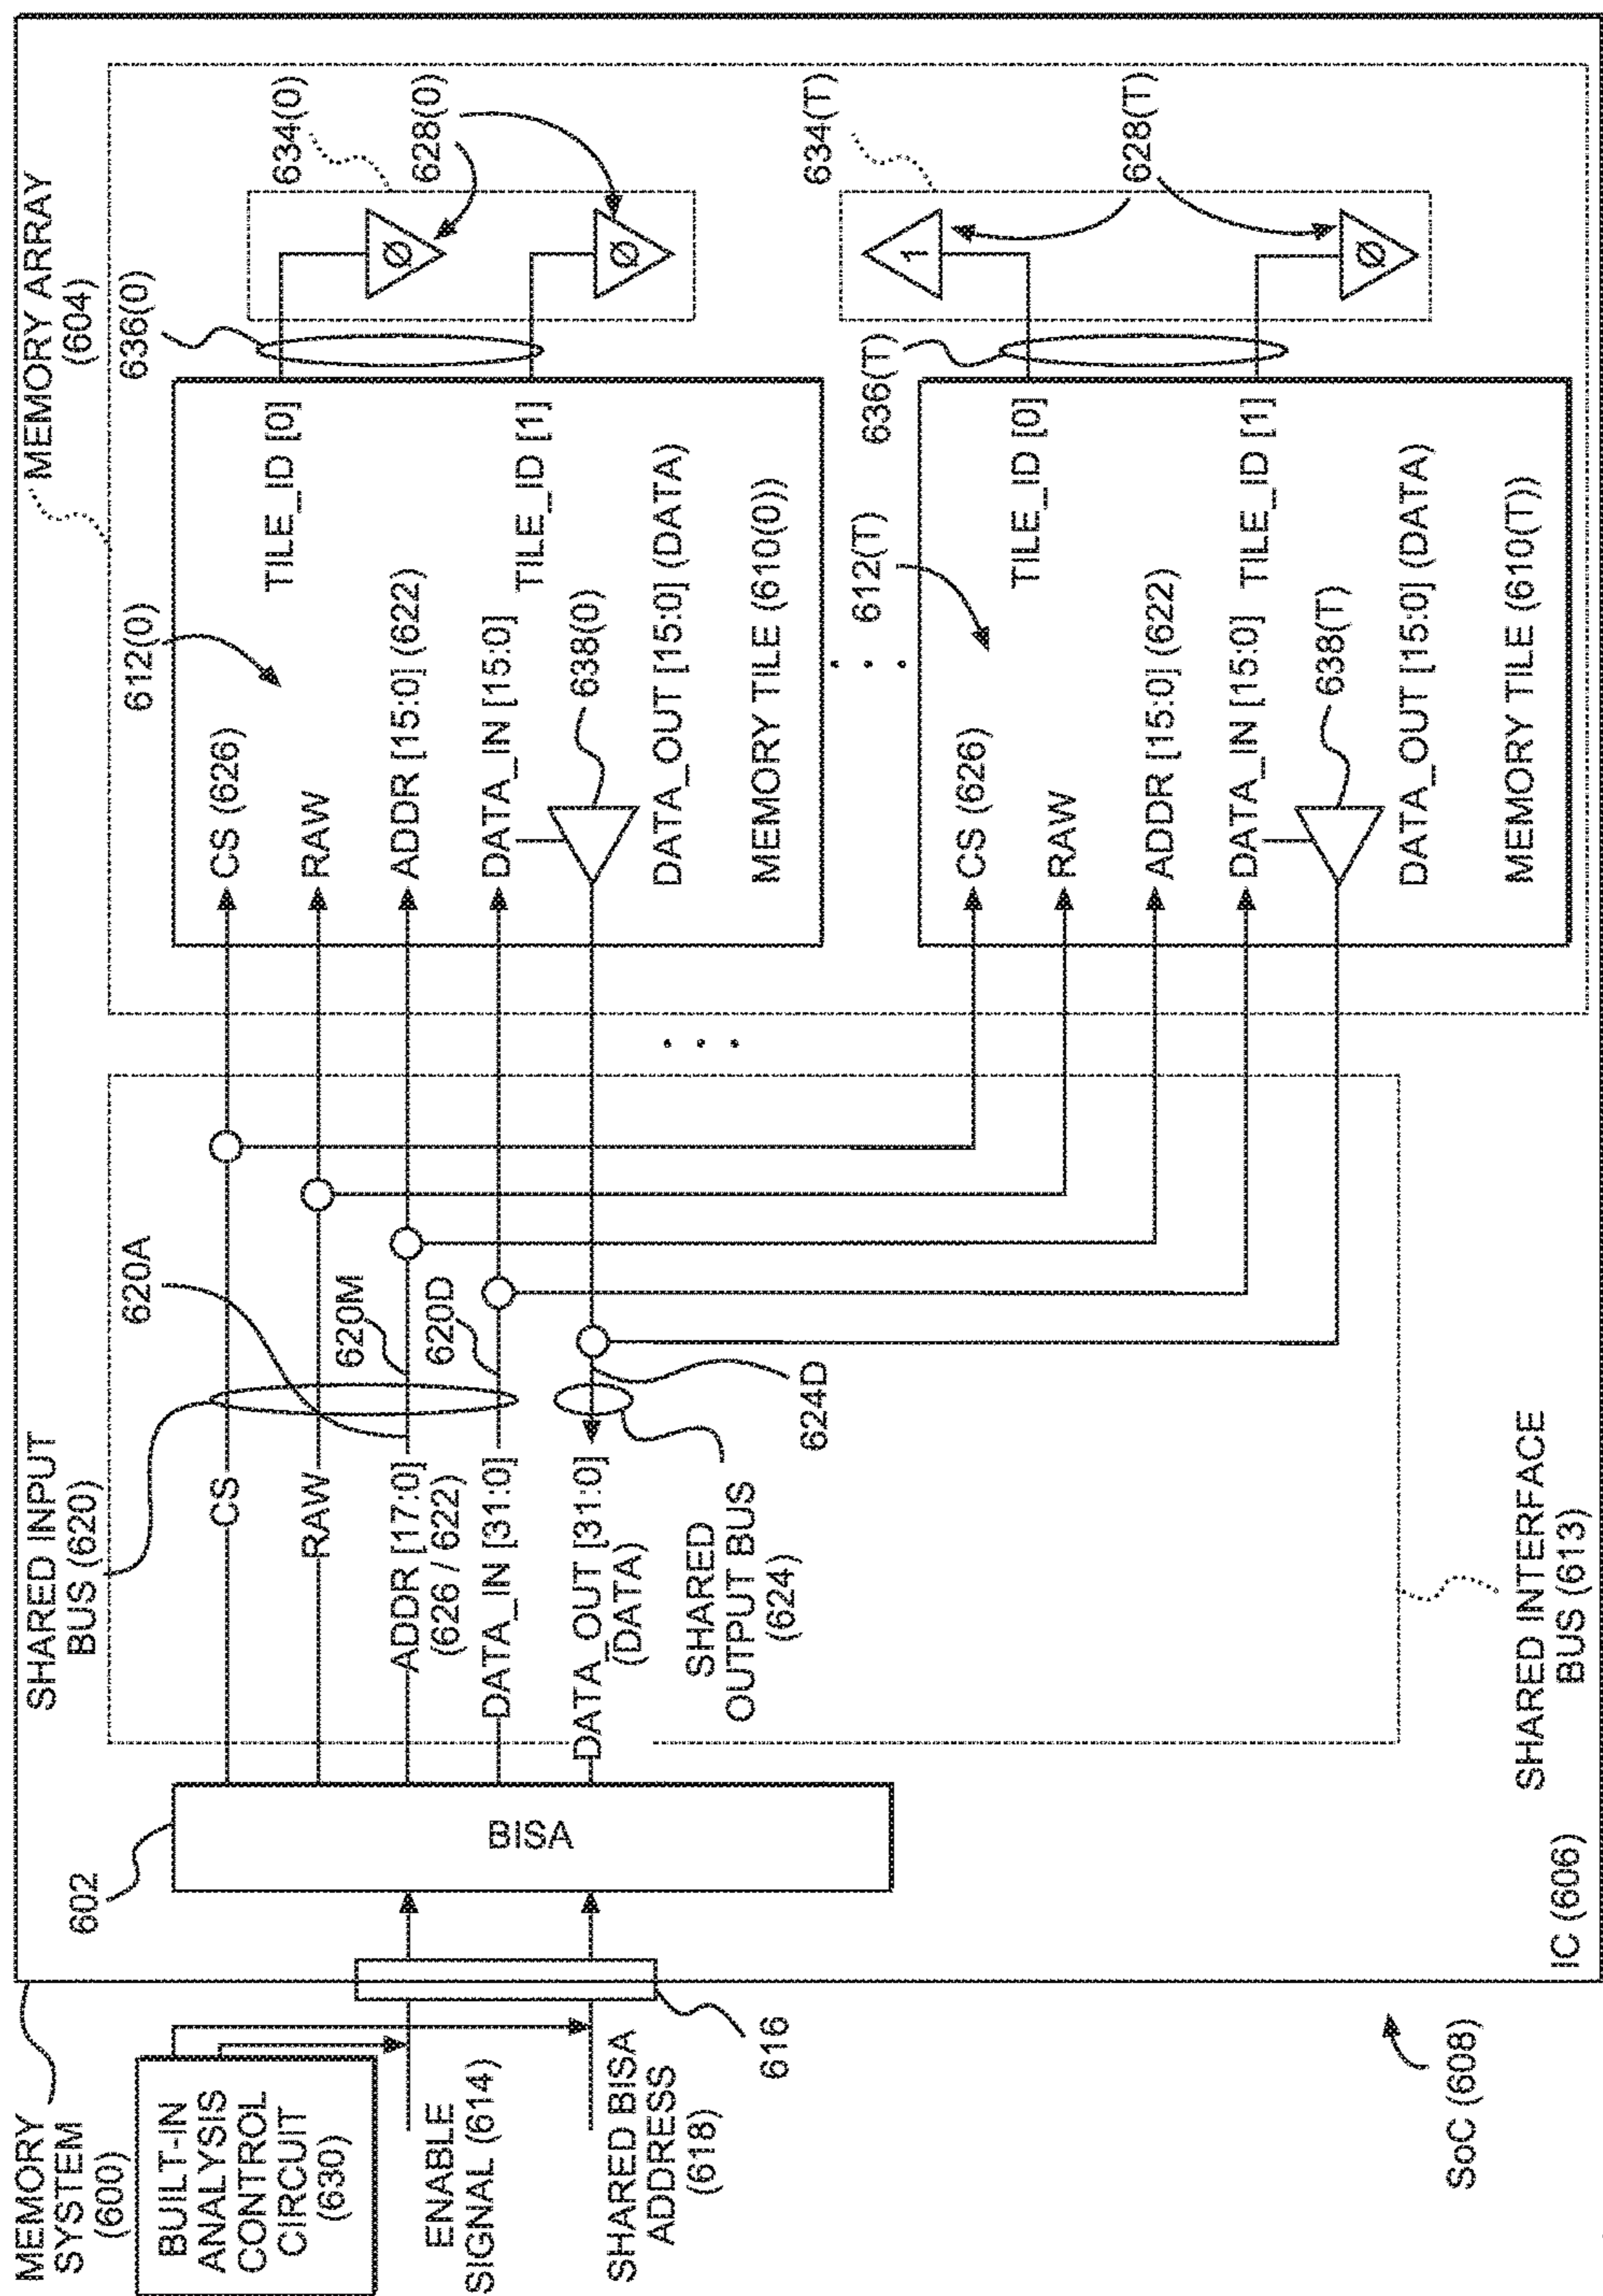 MEMORY
SYSTEM
(600)
BUILT-IN
ANALYSIS
CONTROL
CIRCUIT
(630)
ENABLE
SIGNAL (614)
SHARED BISA
ADDRESS
(618)
616
SoC (608)
602
BISA
IC (606)
SHARED INPUT
BUS (620)
CS
RAW
ADDR [17:0]
(626 / 622)
DATA_IN [31:0]
DATA_OUT [31:0]
(DATA)
SHARED
OUTPUT BUS
(624)
620A
620M
620D
624D
SHARED INTERFACE
BUS (613)
. . .
MEMORY ARRAY
(604)
612(0)
CS (626)
RAW
ADDR [15:0] (622)
DATA_IN [15:0]
638(0)
DATA_OUT [15:0] (DATA)
MEMORY TILE (610(0))
TILE_ID [0]
TILE_ID [1]
636(0)
634(0)
628(0)
Ø
Ø
. . .
612(T)
CS (626)
RAW
ADDR [15:0] (622)
DATA_IN [15:0]
638(T)
DATA_OUT [15:0] (DATA)
MEMORY TILE (610(T))
TILE_ID [0]
TILE_ID [1]
636(T)
634(T)
628(T)
1
Ø